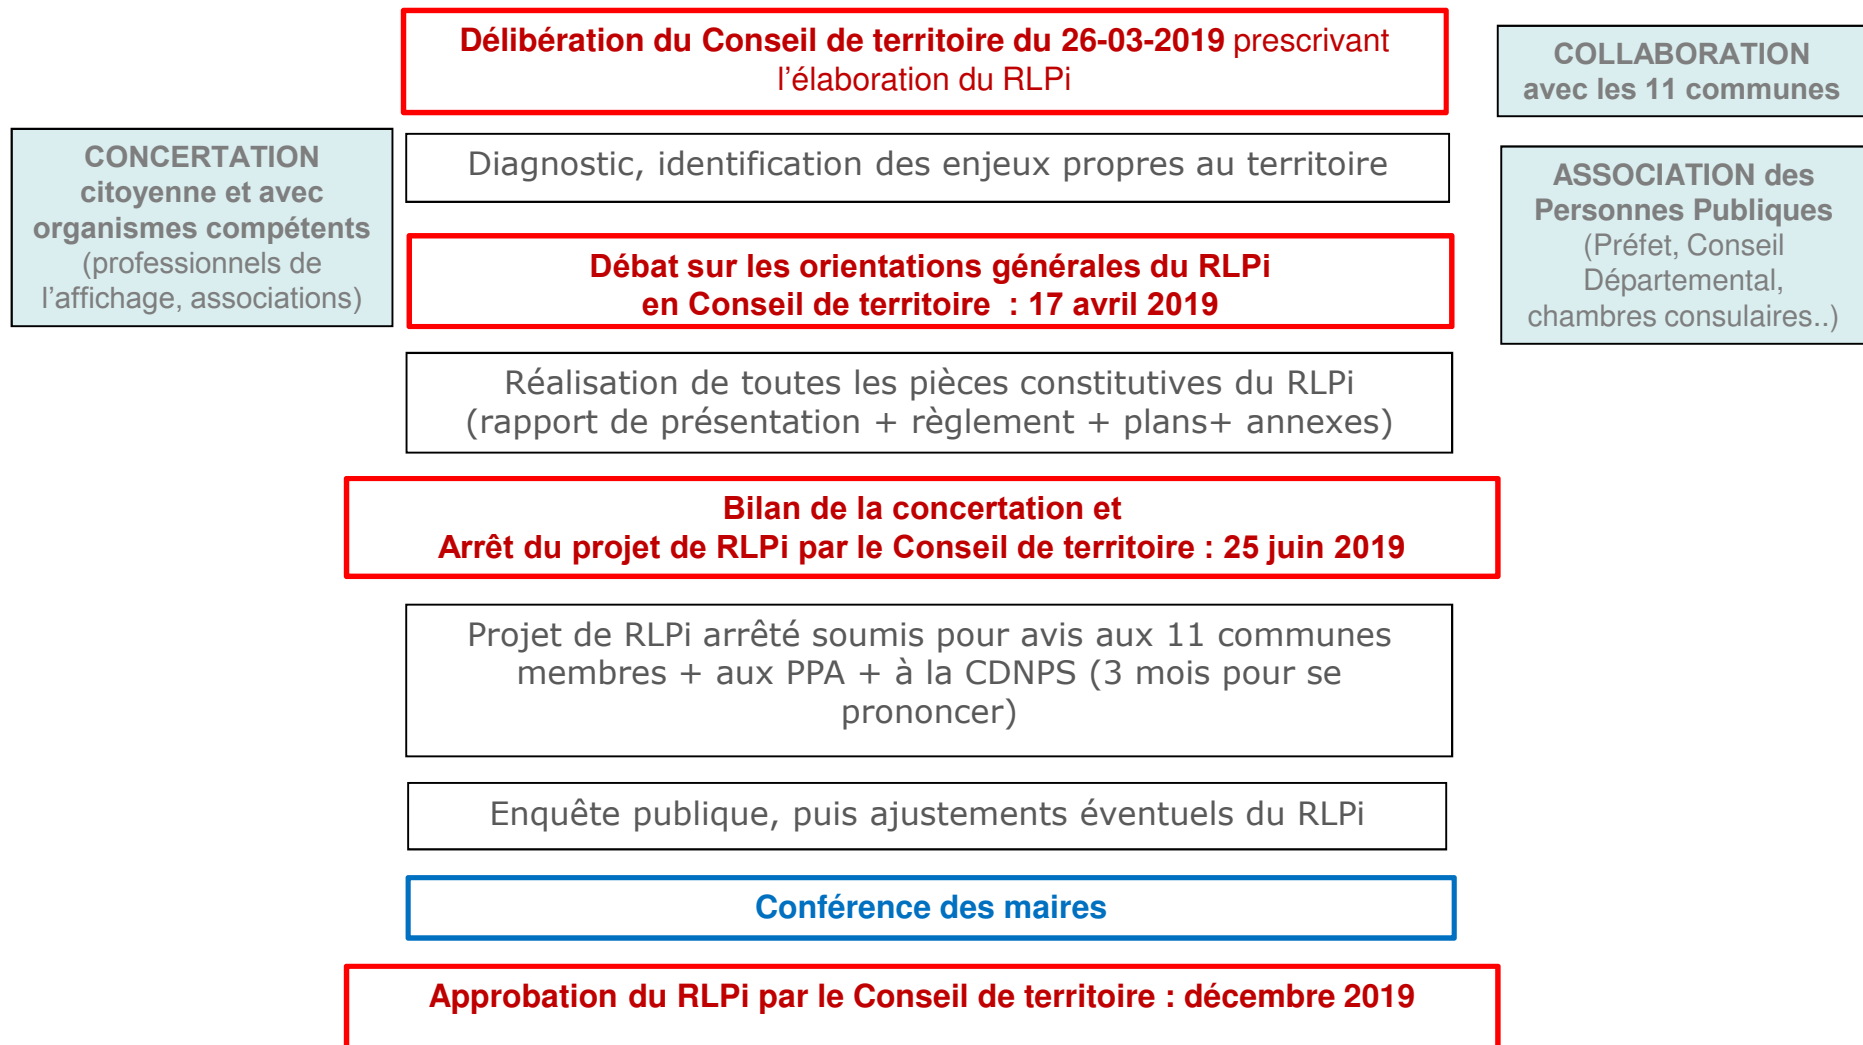 Délibération du Conseil de territoire du 26-03-2019 prescrivant
l’élaboration du RLPi
COLLABORATION
avec les 11 communes
CONCERTATION
citoyenne et avec
organismes compétents
(professionnels de
l’affichage, associations)
Diagnostic, identification des enjeux propres au territoire
ASSOCIATION des
Personnes Publiques
(Préfet, Conseil
Départemental,
chambres consulaires..)
Débat sur les orientations générales du RLPi
en Conseil de territoire : 17 avril 2019
Réalisation de toutes les pièces constitutives du RLPi
(rapport de présentation + règlement + plans+ annexes)
Bilan de la concertation et
Arrêt du projet de RLPi par le Conseil de territoire : 25 juin 2019
Projet de RLPi arrêté soumis pour avis aux 11 communes
membres + aux PPA + à la CDNPS (3 mois pour se
prononcer)
Enquête publique, puis ajustements éventuels du RLPi
Conférence des maires
Approbation du RLPi par le Conseil de territoire : décembre 2019